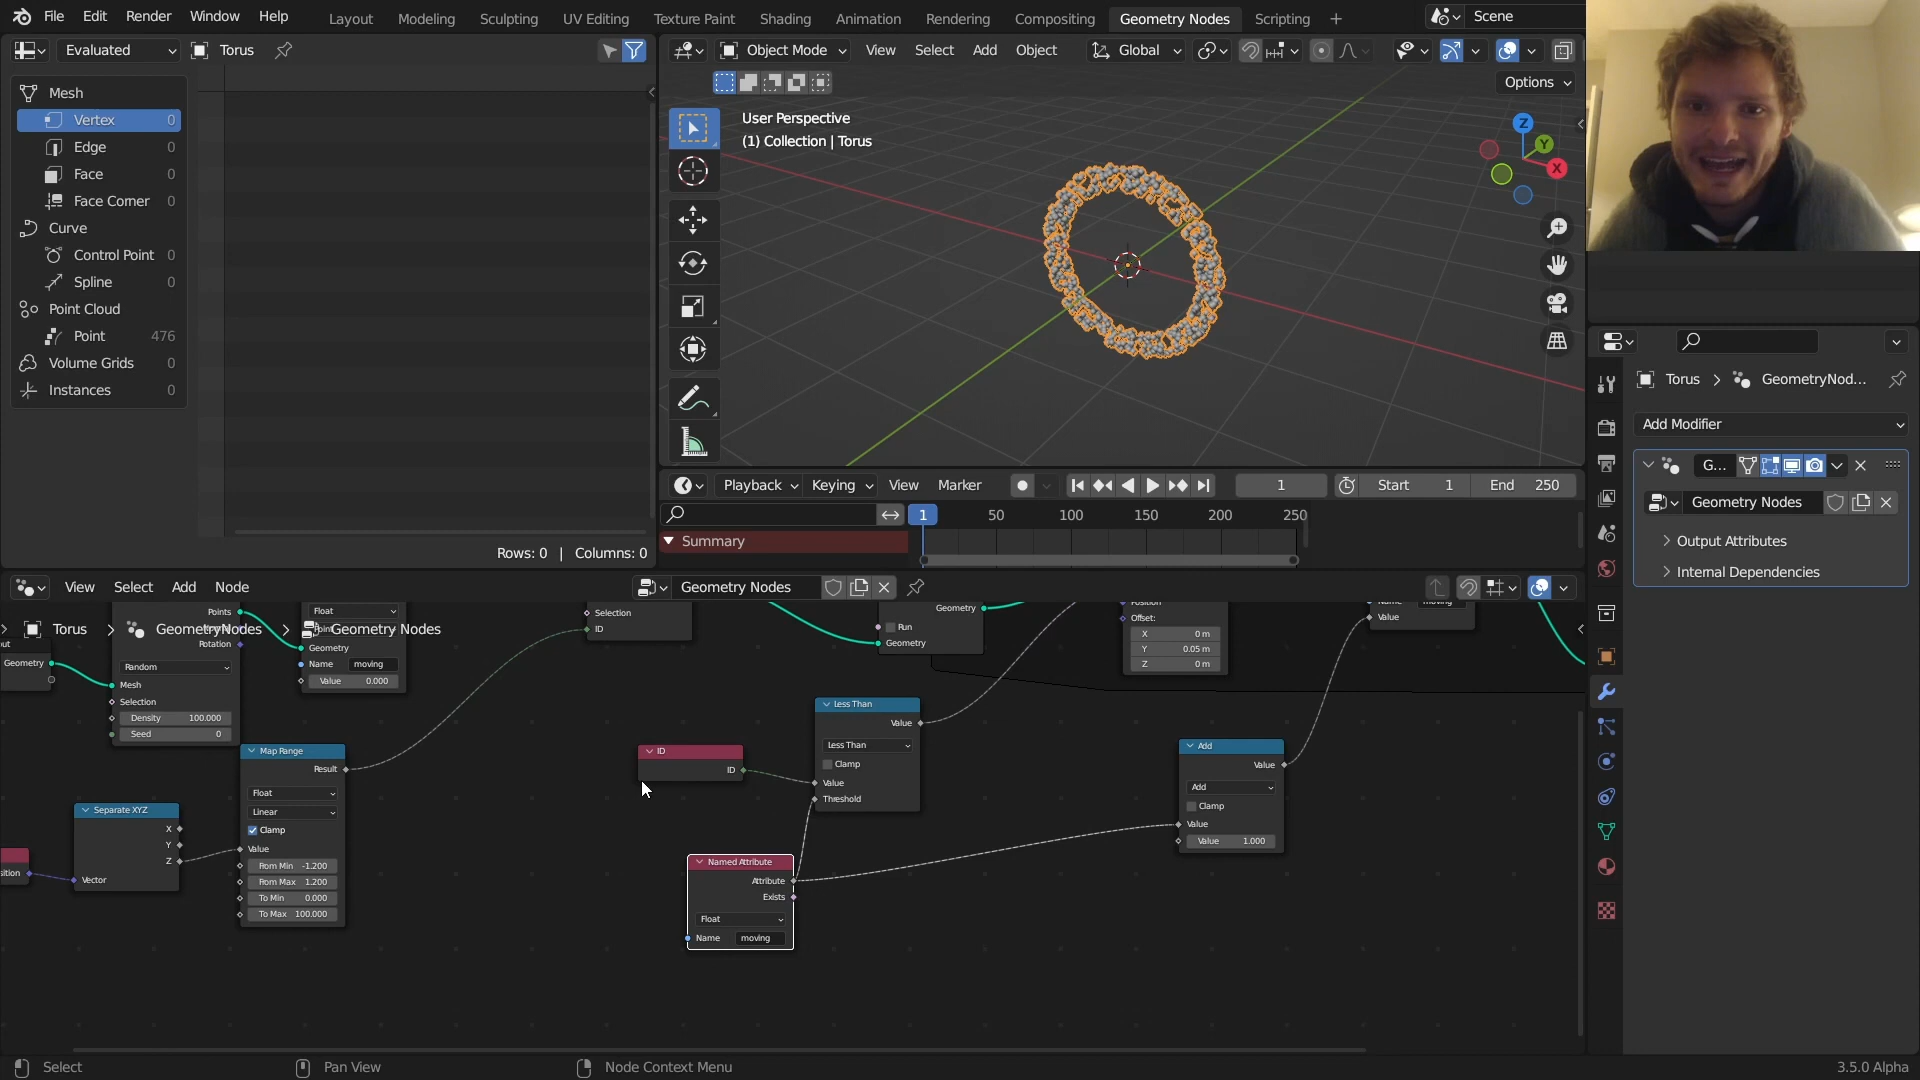 File Edit Render Window Help Layout Modeling Sculpting UV Editing Texture Paint Shading Animation Rendering Compositing Geometry Nodes Scripting + Scene
Evaluated Torus
Mesh
Vertex 0
Edge 0
Face 0
Face Corner 0
Curve
Control Point 0
Spline 0
Point Cloud
Point 476
Volume Grids 0
Instances 0
Rows: 0 | Columns: 0
Object Mode View Select Add Object Global
Options
User Perspective
(1) Collection | Torus
Z
Y
X
Playback Keying View Marker 1 Start 1 End 250
1 50 100 150 200 250
Summary
Torus > GeometryNod...
Add Modifier
G...
Geometry Nodes
Output Attributes
Internal Dependencies
View Select Add Node Geometry Nodes
Torus > GeometryNodes > Geometry Nodes
Geometry
Points
Rotation
Random
Mesh
Selection
Density 100.000
Seed 0
Float
Geometry
Name moving
Value 0.000
Selection
ID
Geometry
Run
Geometry
Offset:
X 0 m
Y 0.05 m
Z 0 m
moving
Value
Map Range
Result
Float
Linear
Clamp
Value
From Min -1.200
From Max 1.200
To Min 0.000
To Max 100.000
Separate XYZ
X
Y
Z
Vector
ID
ID
Less Than
Value
Less Than
Clamp
Value
Threshold
Named Attribute
Attribute
Exists
Float
Name moving
Add
Value
Add
Clamp
Value
Value 1.000
Select Pan View Node Context Menu 3.5.0 Alpha